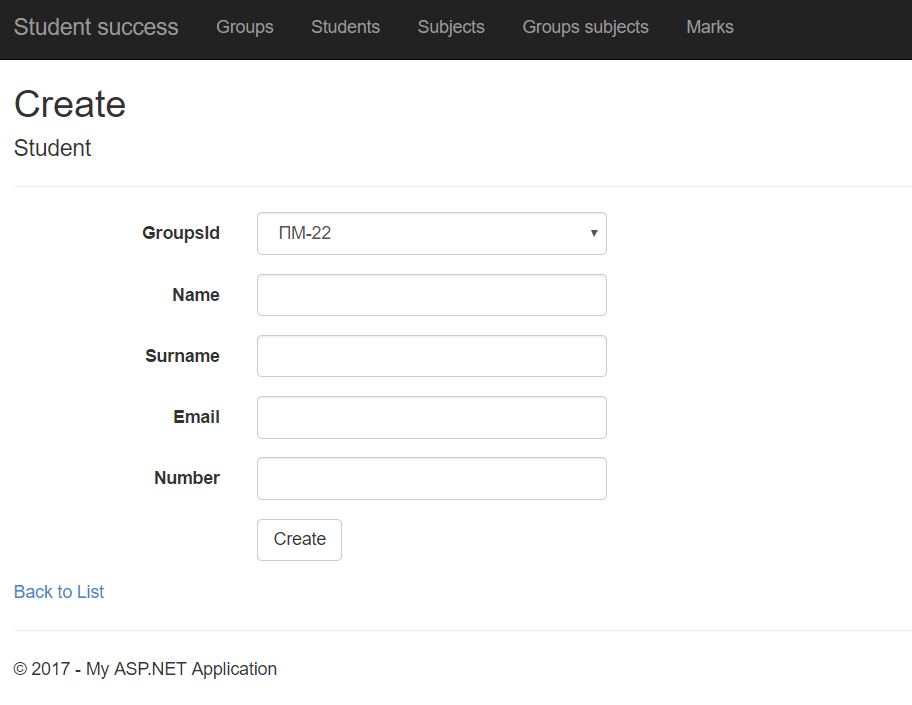 Student success Groups Students Subjects Groups subjects Marks
Create
Student
GroupsId ПМ-22
Name
Surname
Email
Number
Create
Back to List
© 2017 - My ASP.NET Application